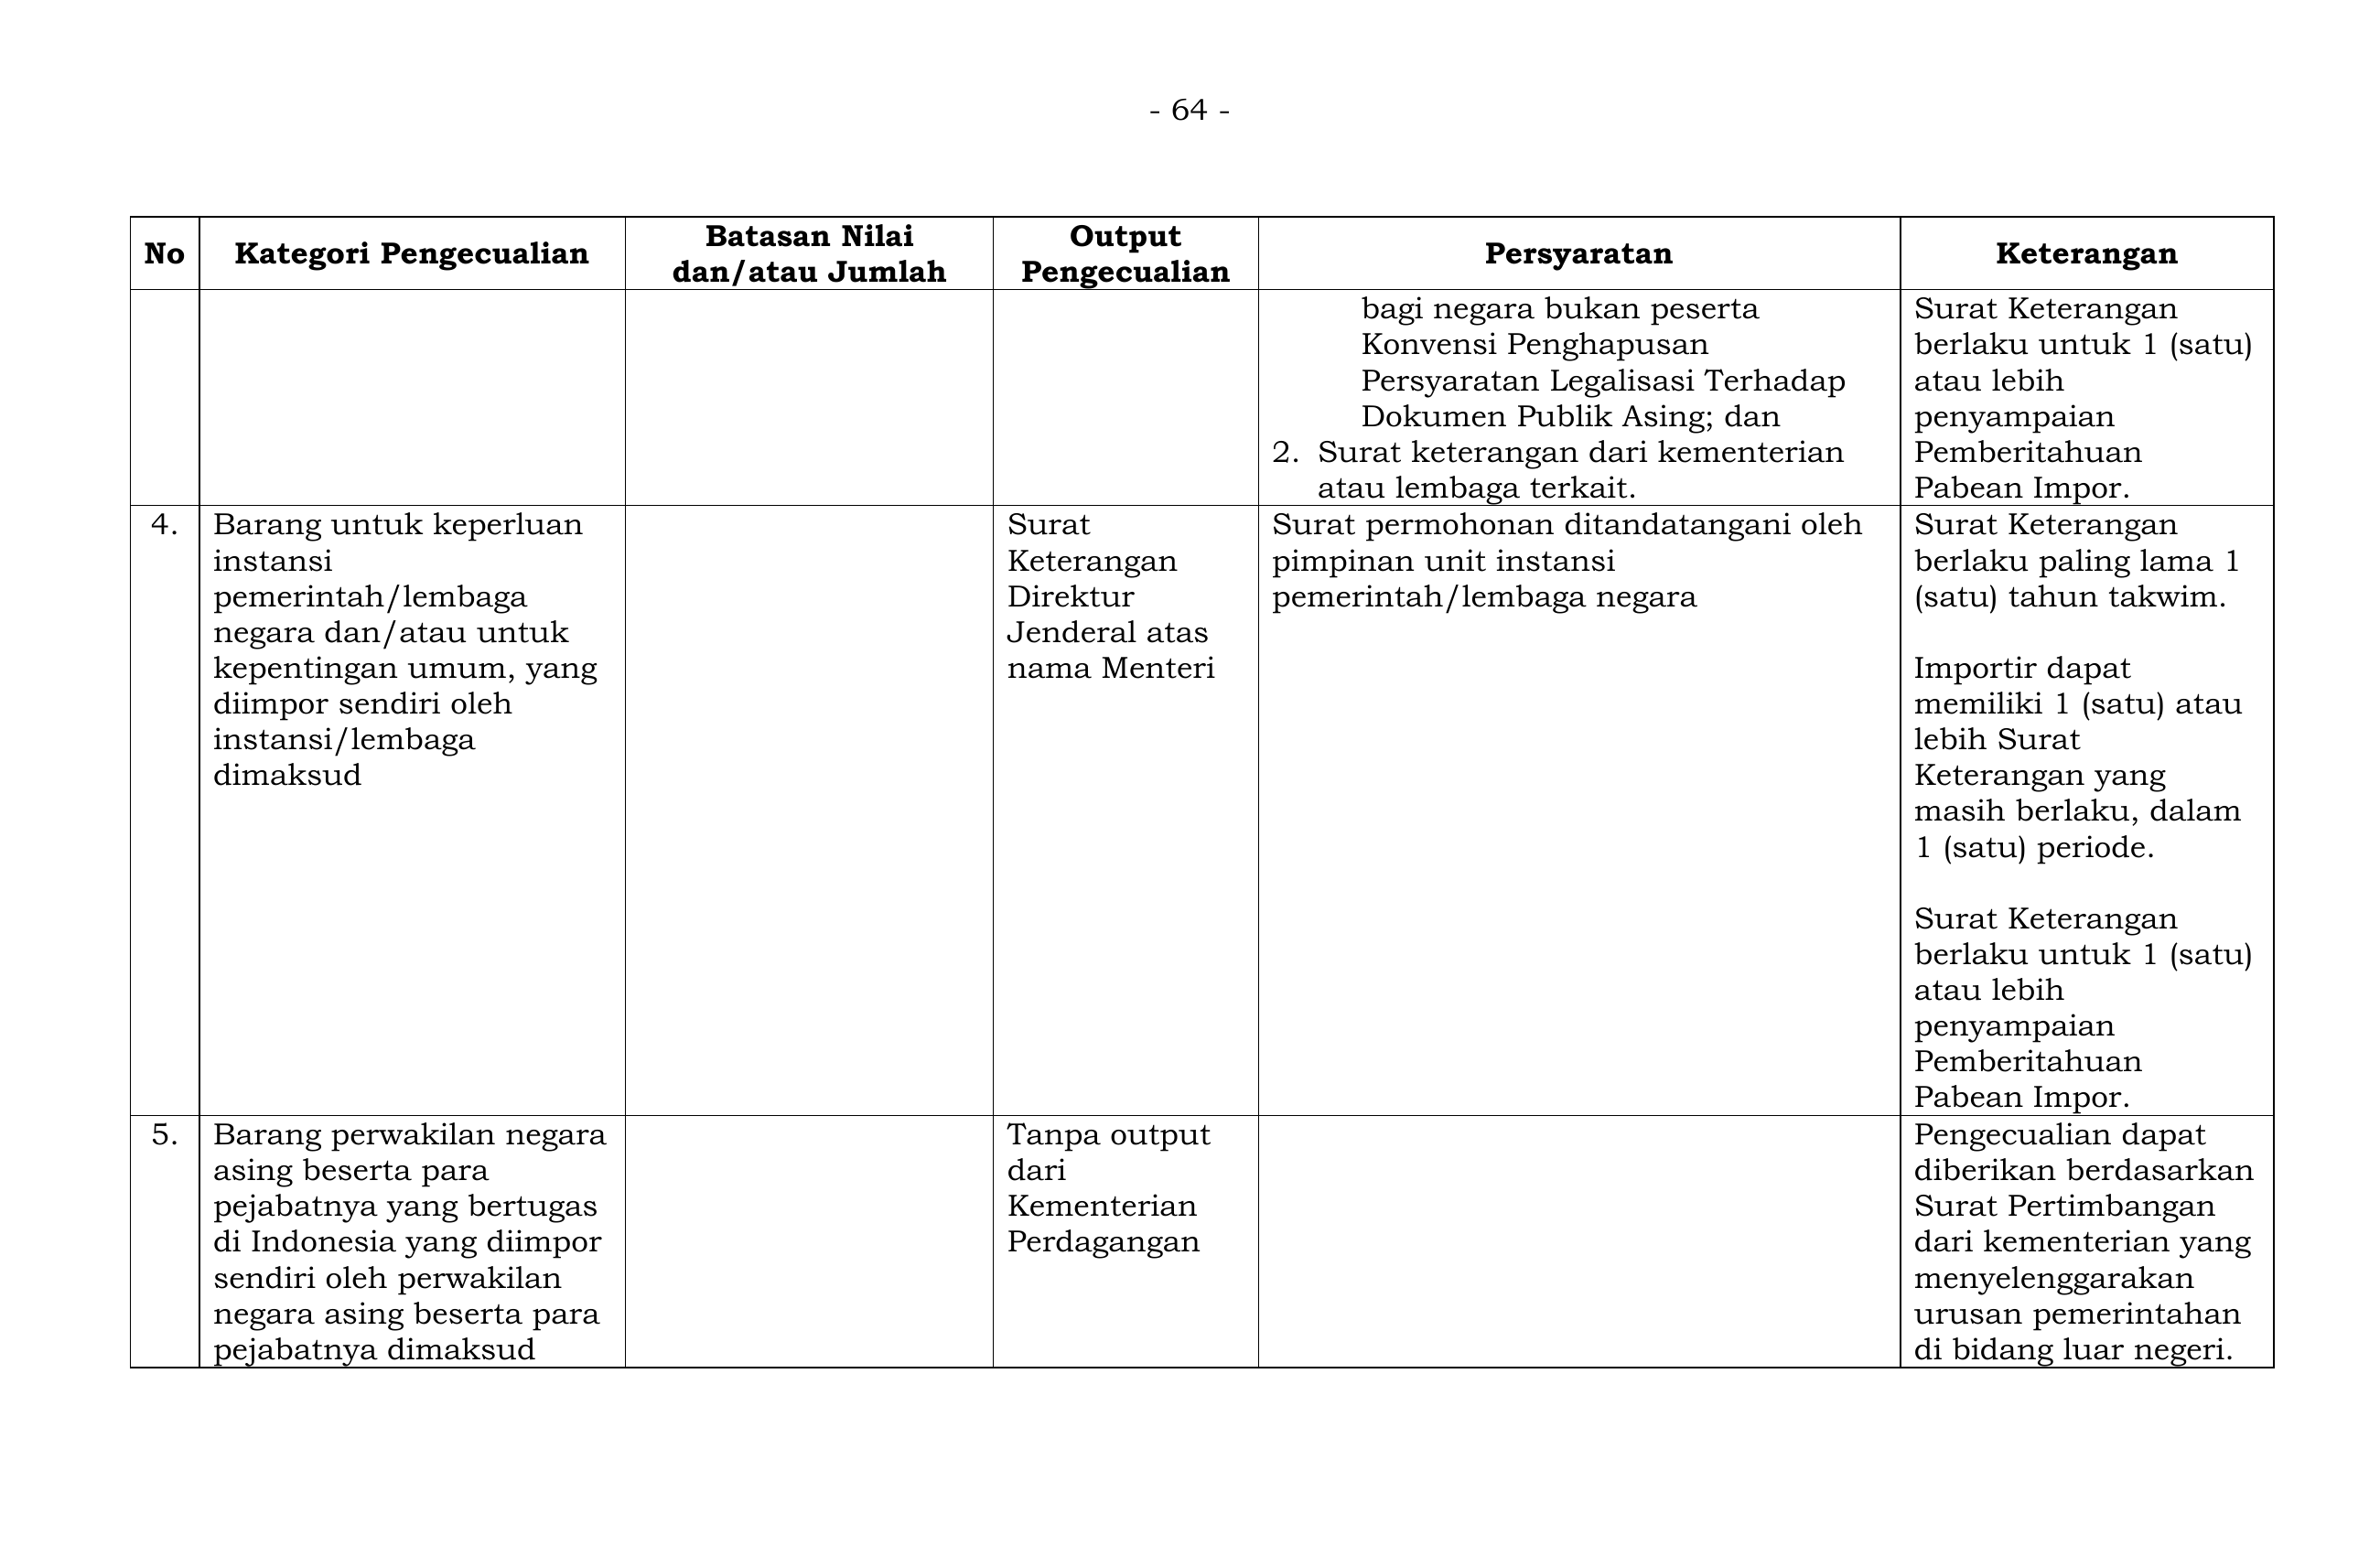 - 64 -
No
Kategori Pengecualian
Batasan Nilai
dan/atau Jumlah
Output
Pengecualian
Persyaratan
Keterangan
bagi negara bukan peserta
Konvensi Penghapusan
Persyaratan Legalisasi Terhadap
Dokumen Publik Asing; dan
2. Surat keterangan dari kementerian
atau lembaga terkait.
Surat Keterangan
berlaku untuk 1 (satu)
atau lebih
penyampaian
Pemberitahuan
Pabean Impor.
4.
Barang untuk keperluan
instansi
pemerintah/lembaga
negara dan/atau untuk
kepentingan umum, yang
diimpor sendiri oleh
instansi/lembaga
dimaksud
Surat
Keterangan
Direktur
Jenderal atas
nama Menteri
Surat permohonan ditandatangani oleh
pimpinan unit instansi
pemerintah/lembaga negara
Surat Keterangan
berlaku paling lama 1
(satu) tahun takwim.
Importir dapat
memiliki 1 (satu) atau
lebih Surat
Keterangan yang
masih berlaku, dalam
1 (satu) periode.
Surat Keterangan
berlaku untuk 1 (satu)
atau lebih
penyampaian
Pemberitahuan
Pabean Impor.
5.
Barang perwakilan negara
asing beserta para
pejabatnya yang bertugas
di Indonesia yang diimpor
sendiri oleh perwakilan
negara asing beserta para
pejabatnya dimaksud
Tanpa output
dari
Kementerian
Perdagangan
Pengecualian dapat
diberikan berdasarkan
Surat Pertimbangan
dari kementerian yang
menyelenggarakan
urusan pemerintahan
di bidang luar negeri.